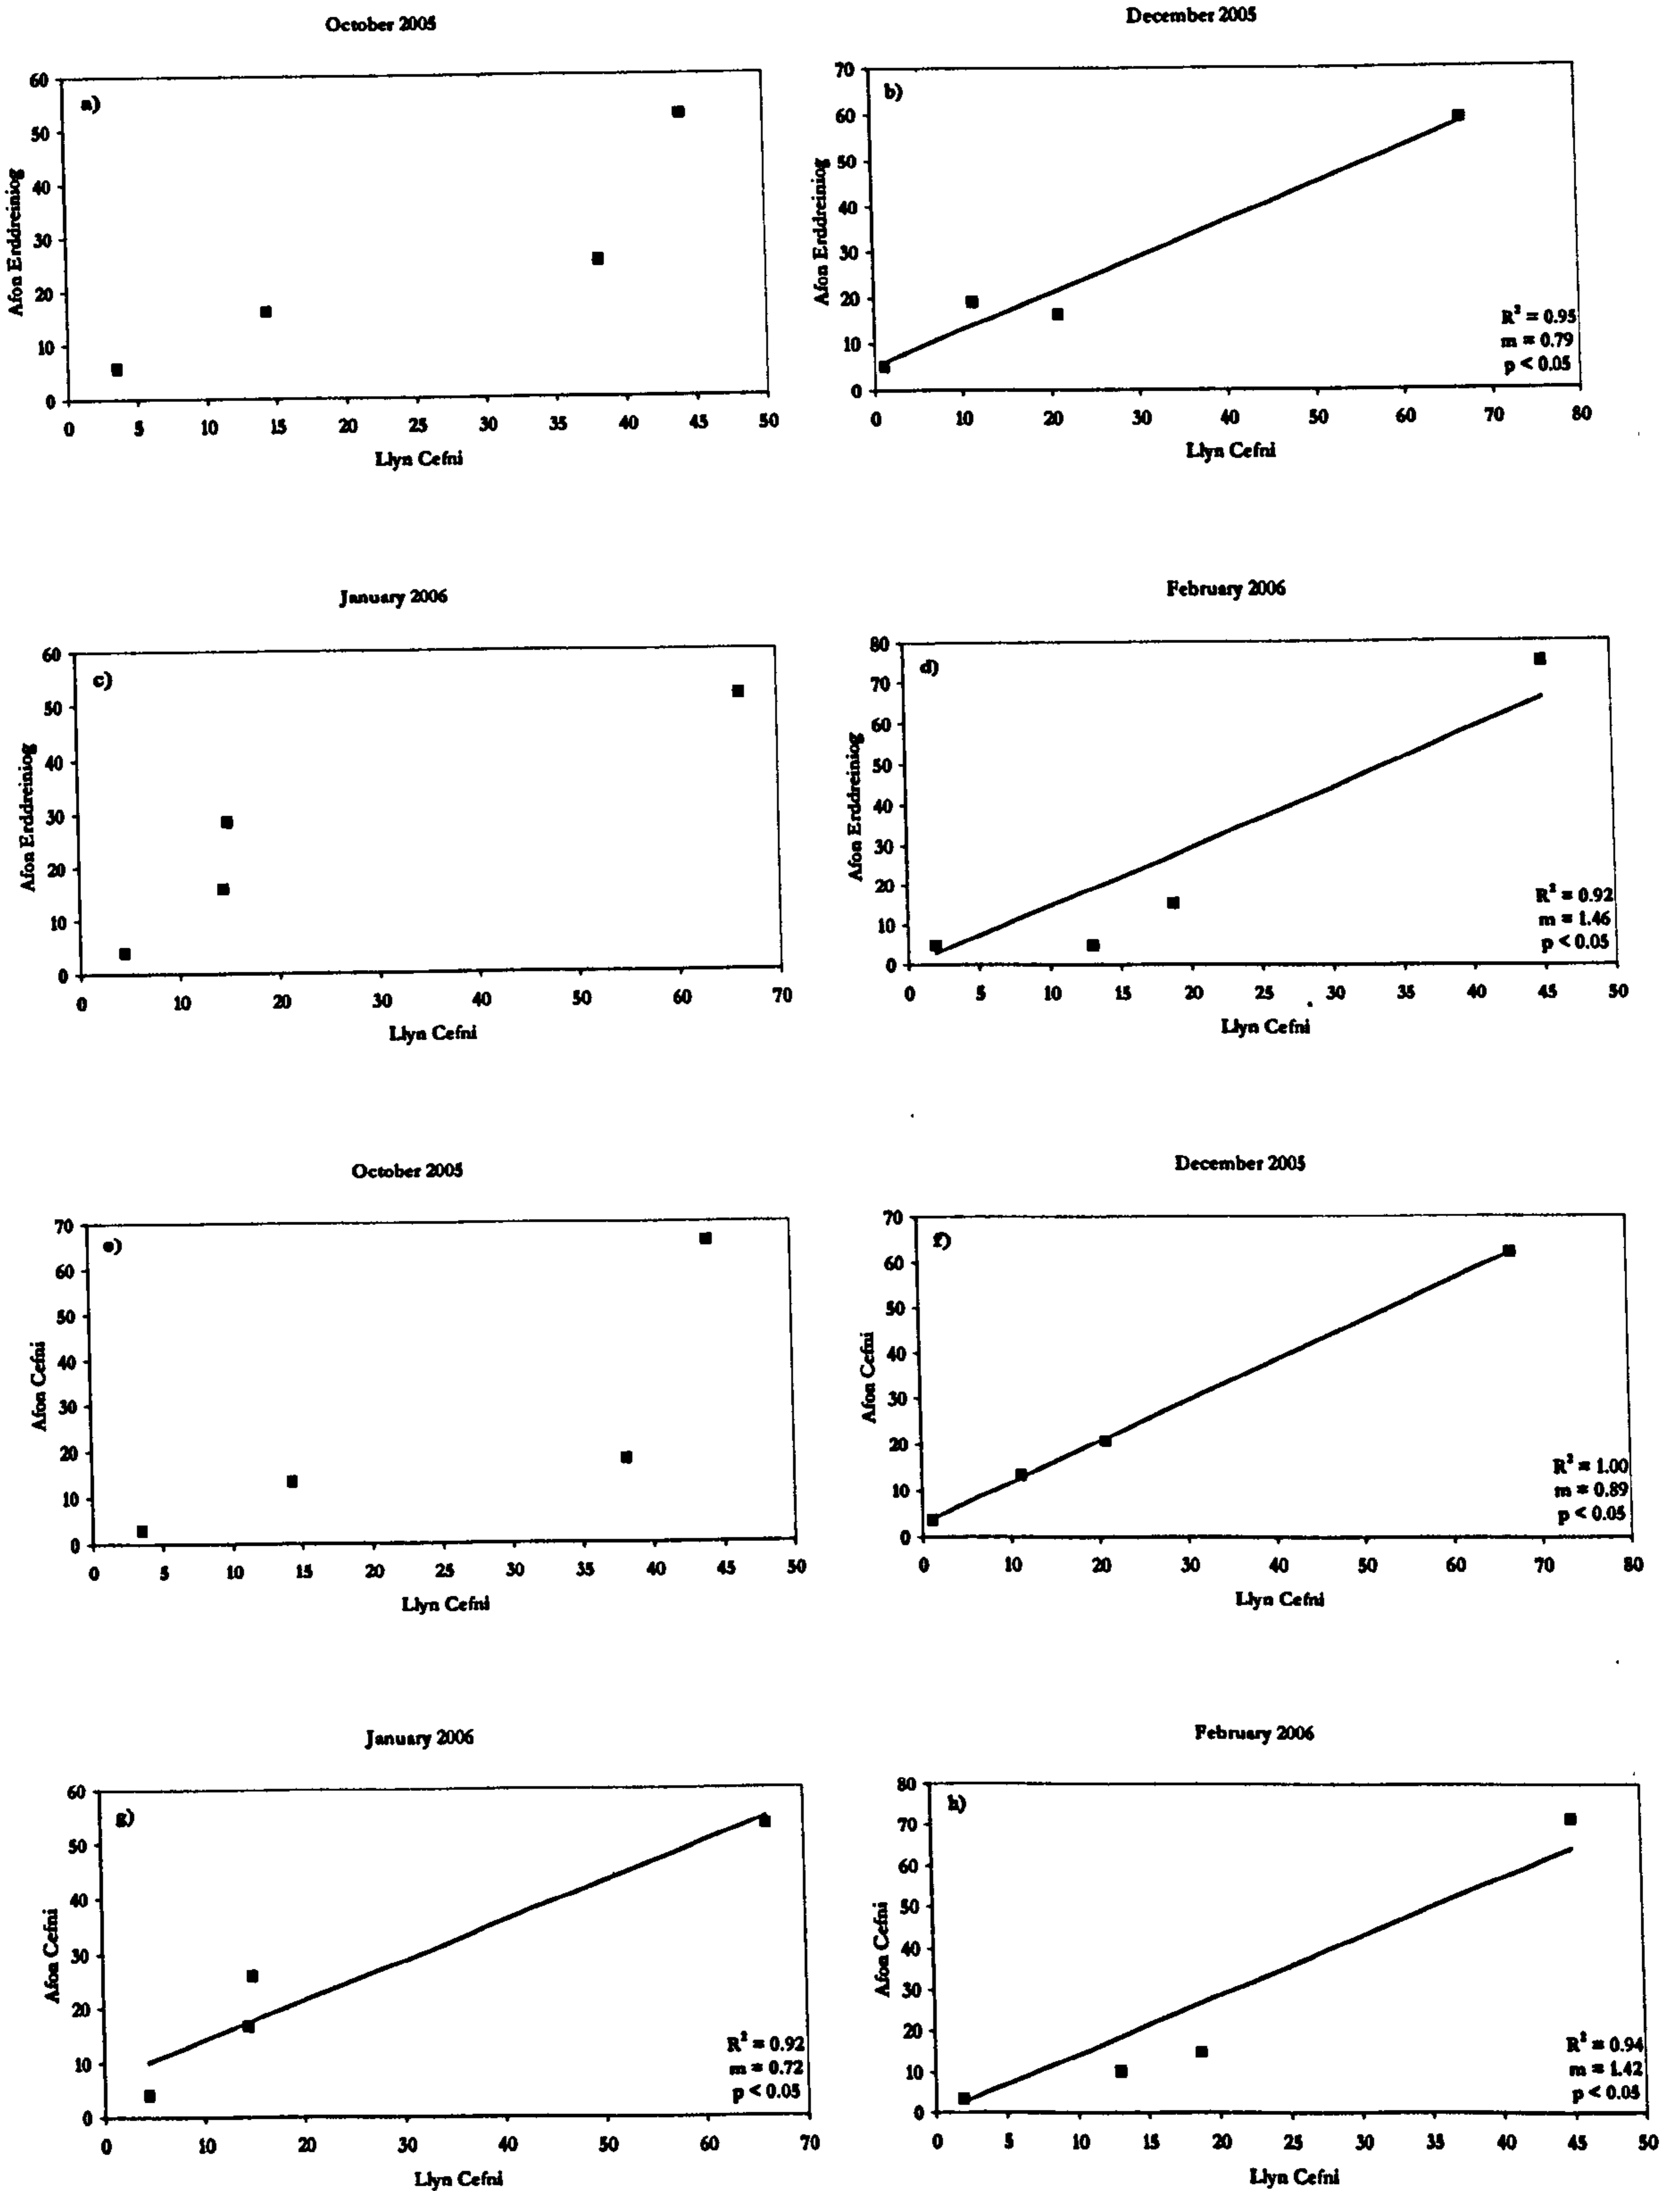 October 2005
a)
60
50
40
30
20
10
0
Afon Erddreiniog
0 5 10 15 20 25 30 35 40 45 50
Llyn Cefni
December 2005
b)
70
60
50
40
30
20
10
0
Afon Erddreiniog
R² = 0.95
m = 0.79
p < 0.05
0 10 20 30 40 50 60 70 80
Llyn Cefni
January 2006
c)
60
50
40
30
20
10
0
Afon Erddreiniog
0 10 20 30 40 50 60 70
Llyn Cefni
February 2006
d)
80
70
60
50
40
30
20
10
0
Afon Erddreiniog
R² = 0.92
m = 1.46
p < 0.05
0 5 10 15 20 25 30 35 40 45 50
Llyn Cefni
October 2005
e)
70
60
50
40
30
20
10
0
Afon Cefni
0 5 10 15 20 25 30 35 40 45 50
Llyn Cefni
December 2005
f)
70
60
50
40
30
20
10
0
Afon Cefni
R² = 1.00
m = 0.89
p < 0.05
0 10 20 30 40 50 60 70 80
Llyn Cefni
January 2006
g)
60
50
40
30
20
10
0
Afon Cefni
R² = 0.92
m = 0.72
p < 0.05
0 10 20 30 40 50 60 70
Llyn Cefni
February 2006
h)
80
70
60
50
40
30
20
10
0
Afon Cefni
R² = 0.94
m = 1.42
p < 0.05
0 5 10 15 20 25 30 35 40 45 50
Llyn Cefni